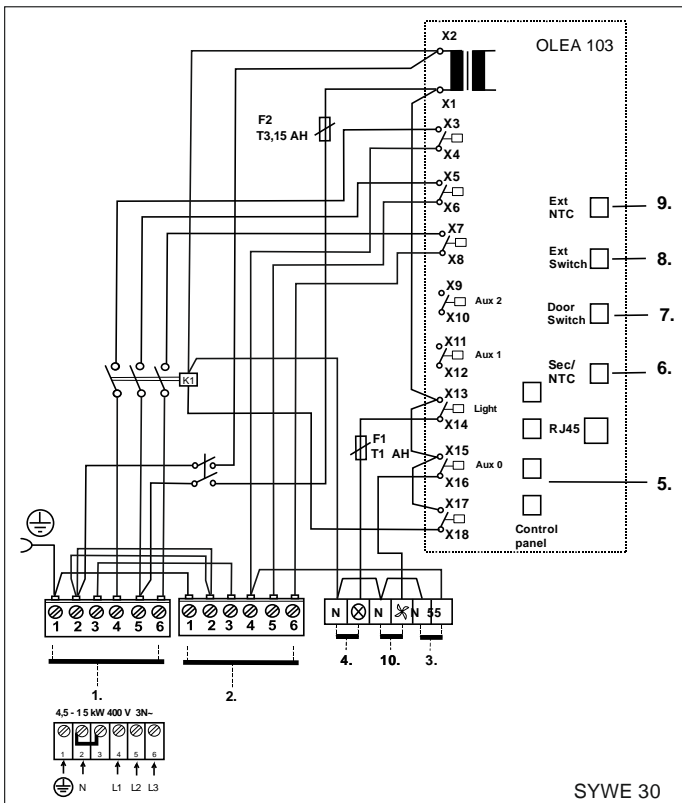 X2
OLEA 103
X1
F2
T3,15 AH
X3
X4
X5
X6
X7
X8
X9
Aux 2
X10
X11
Aux 1
X12
X13
Light
X14
X15
Aux 0
X16
X17
X18
Ext
NTC
9.
Ext
Switch
8.
Door
Switch
7.
Sec/
NTC
6.
RJ45
5.
Control
panel
K1
F1
T1 AH
1 2 3 4 5 6
1 2 3 4 5 6
N N N 55
1.
2.
4.
10.
3.
4,5 - 15 kW 400 V 3N~
1 2 3 4 5 6
N L1 L2 L3
SYWE 30